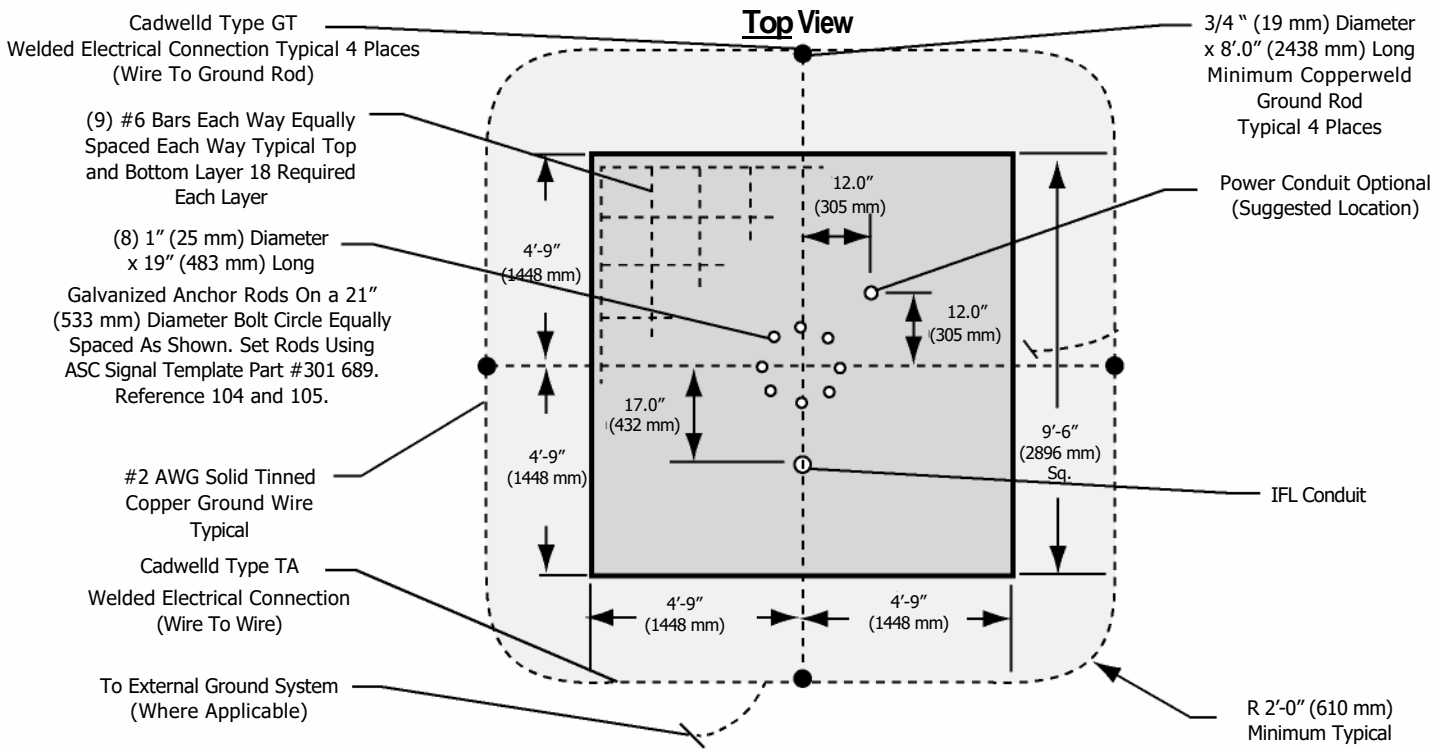 Top View
Cadwelld Type GT
Welded Electrical Connection Typical 4 Places
(Wire To Ground Rod)
(9) #6 Bars Each Way Equally
Spaced Each Way Typical Top
and Bottom Layer 18 Required
Each Layer
(8) 1” (25 mm) Diameter
x 19” (483 mm) Long
Galvanized Anchor Rods On a 21”
(533 mm) Diameter Bolt Circle Equally
Spaced As Shown. Set Rods Using
ASC Signal Template Part #301 689.
Reference 104 and 105.
#2 AWG Solid Tinned
Copper Ground Wire
Typical
Cadwelld Type TA
Welded Electrical Connection
(Wire To Wire)
To External Ground System
(Where Applicable)
4’-9”
(1448 mm)
4’-9”
(1448 mm)
12.0”
(305 mm)
12.0”
(305 mm)
17.0”
(432 mm)
9’-6”
(2896 mm)
Sq.
4’-9”
(1448 mm)
4’-9”
(1448 mm)
3/4 “ (19 mm) Diameter
x 8’.0” (2438 mm) Long
Minimum Copperweld
Ground Rod
Typical 4 Places
Power Conduit Optional
(Suggested Location)
IFL Conduit
R 2’-0” (610 mm)
Minimum Typical